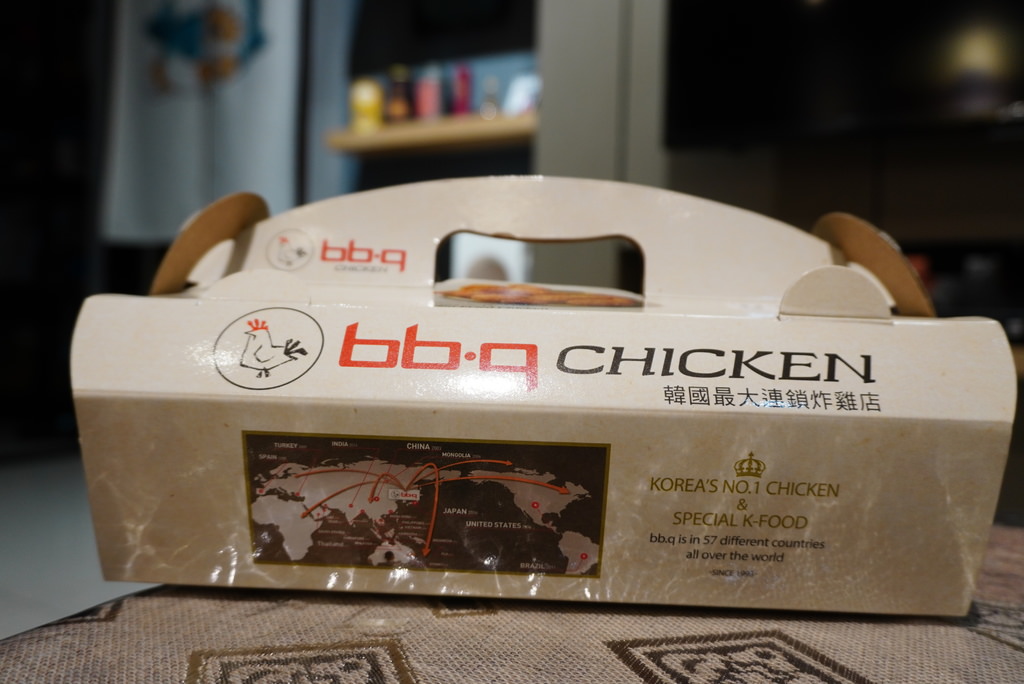 bb·q
CHICKEN
bb·q CHICKEN
韓國最大連鎖炸雞店
TURKEY
INDIA
CHINA
MONGOLIA
SPAIN
bb·q
JAPAN
UNITED STATES
Thailand
BRAZIL
KOREA'S NO.1 CHICKEN
&
SPECIAL K-FOOD
bb.q is in 57 different countries
all over the world
-SINCE 1995-